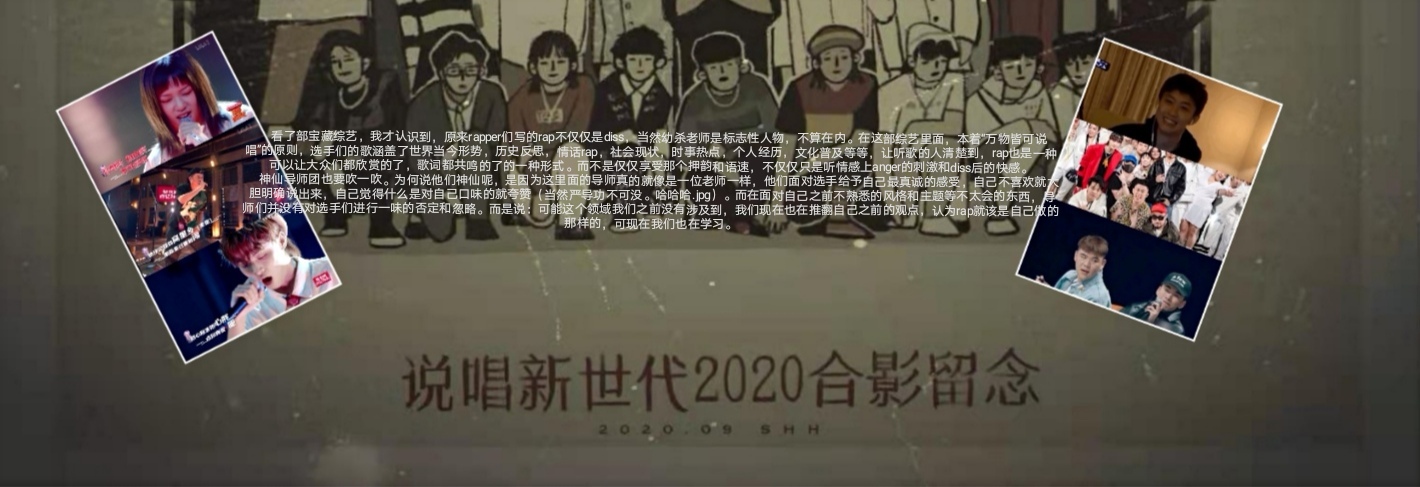 看了部宝藏综艺，我才认识到，原来rapper们写的rap不仅仅是diss，当然幼杀老师是标志性人物，不算在内。在这部综艺里面，本着"万物皆可说
唱"的原则，选手们的歌涵盖了世界当今形势，历史反思，情话rap，社会现状，时事热点，个人经历，文化普及等等，让听歌的人清楚到，rap也是一种
可以让大众们都欣赏的了，歌词都共鸣的了的一种形式。而不是仅仅享受那个押韵和语速，不仅仅只是听情感上anger的刺激和diss后的快感。
神仙导师团也要吹一吹。为何说他们神仙呢，是因为这里面的导师真的就像是一位老师一样，他们面对选手给予自己最真诚的感受，自己不喜欢就大
胆明确说出来，自己觉得什么是对自己口味的就夸赞（当然严导功不可没。哈哈哈.jpg）。而在面对自己之前不熟悉的风格和主题等不太会的东西，导
师们并没有对选手们进行一味的否定和忽略。而是说：可能这个领域我们之前没有涉及到，我们现在也在推翻自己之前的观点，认为rap就该是自己做的
那样的，可现在我们也在学习。
说唱新世代2020合影留念
2020.09 SHH